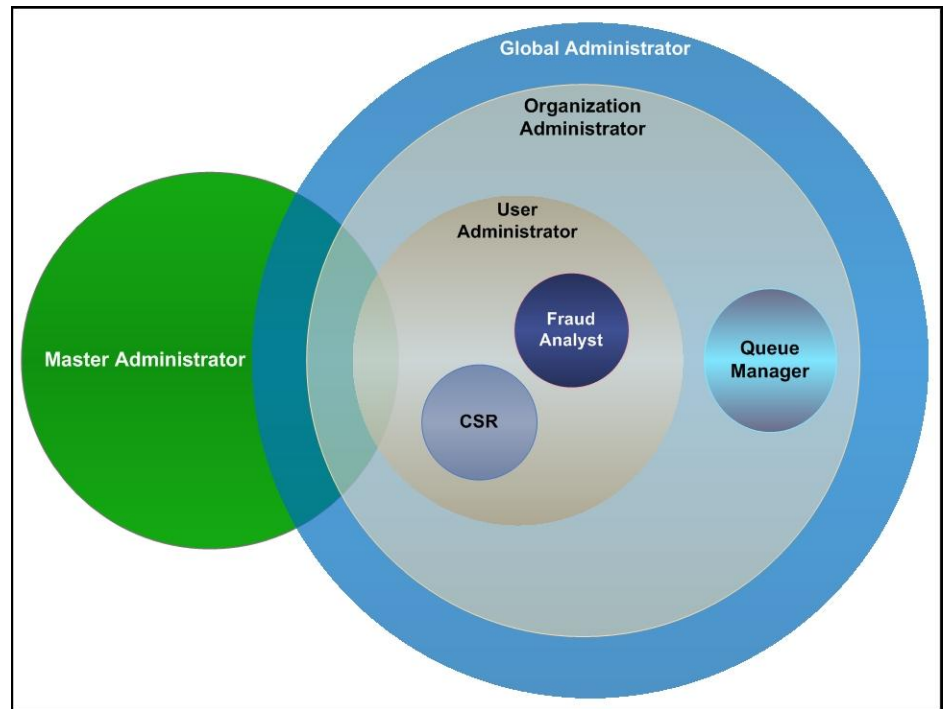 Global Administrator
Organization
Administrator
User
Administrator
Fraud
Analyst
Queue
Manager
Master Administrator
CSR